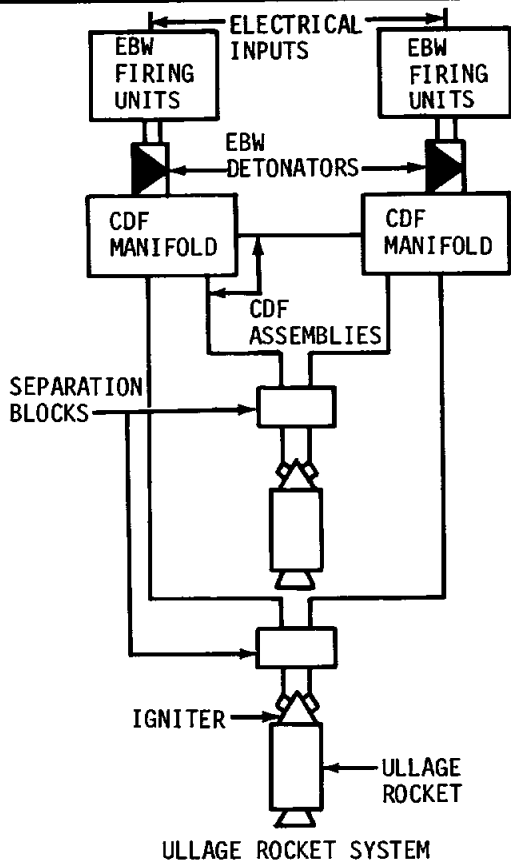 ELECTRICAL
INPUTS
EBW
FIRING
UNITS
EBW
FIRING
UNITS
EBW
DETONATORS
CDF
MANIFOLD
CDF
MANIFOLD
CDF
ASSEMBLIES
SEPARATION
BLOCKS
IGNITER
ULLAGE
ROCKET
ULLAGE ROCKET SYSTEM